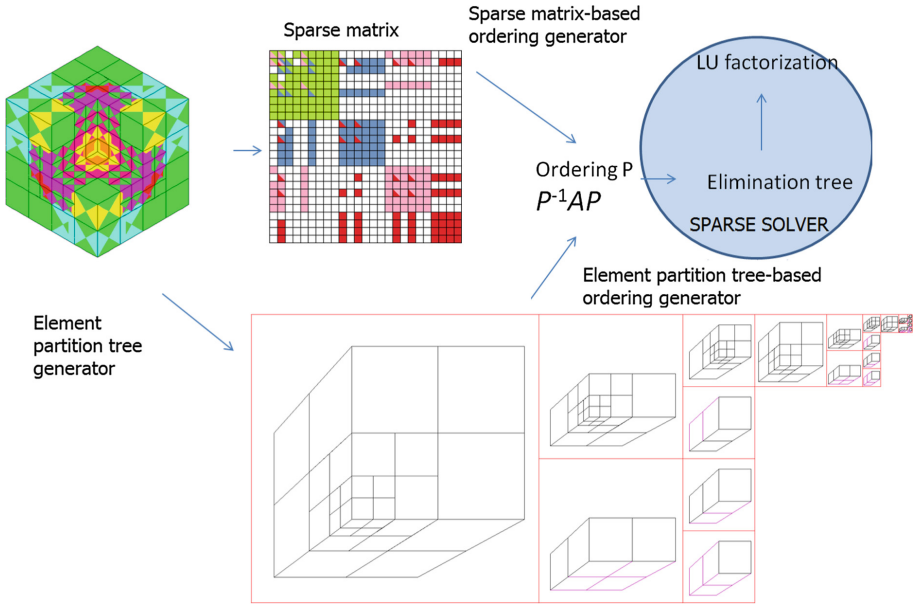 Sparse matrix
Sparse matrix-based
ordering generator
LU factorization
Ordering P
P-1AP
Elimination tree
SPARSE SOLVER
Element partition tree-based
ordering generator
Element
partition tree
generator